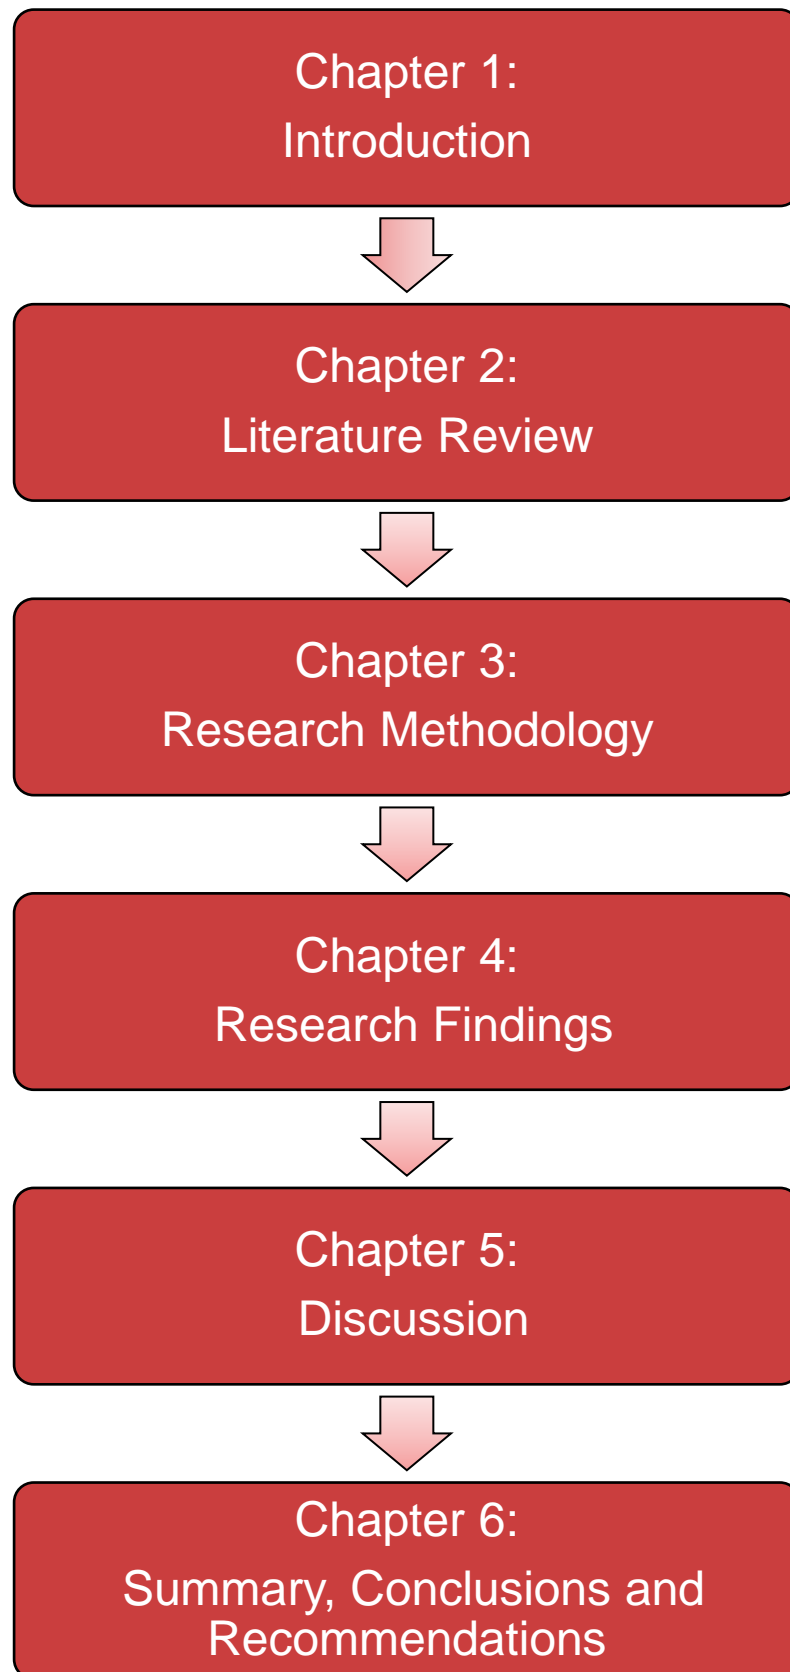 Chapter 1:
Introduction
Chapter 2:
Literature Review
Chapter 3:
Research Methodology
Chapter 4:
Research Findings
Chapter 5:
Discussion
Chapter 6:
Summary, Conclusions and
Recommendations